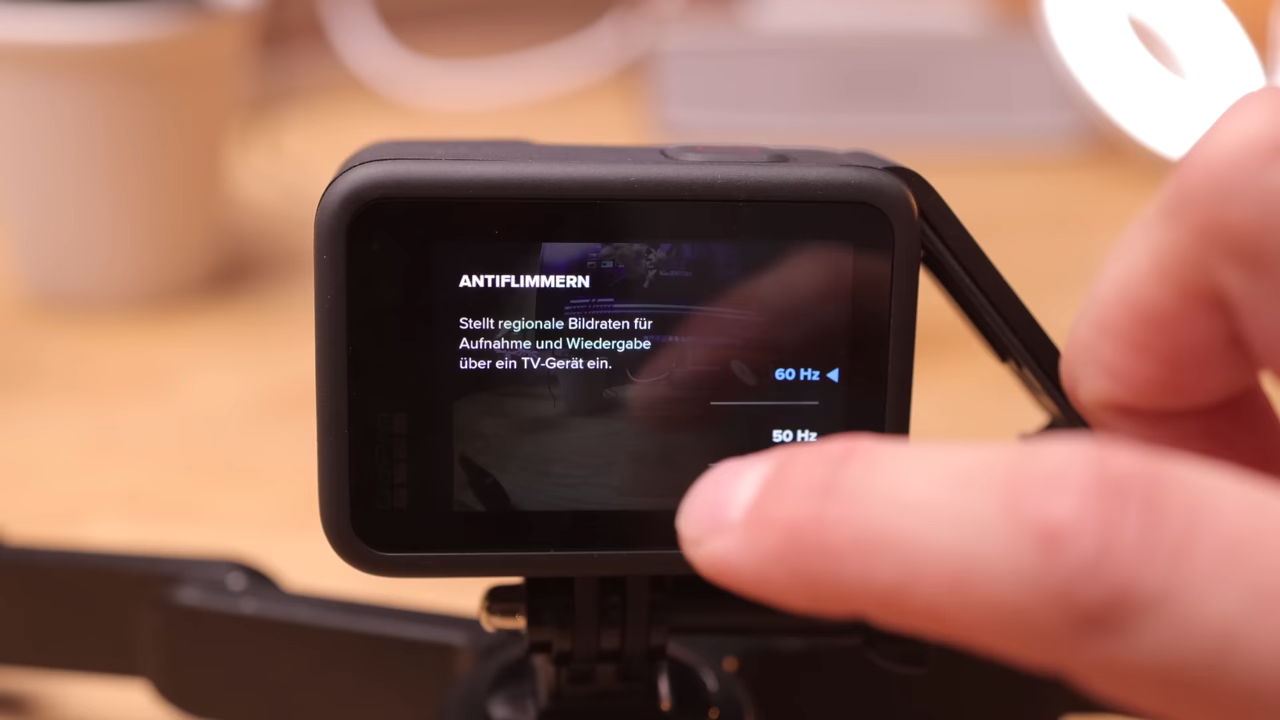 ANTIFLIMMERN
Stellt regionale Bildraten für
Aufnahme und Wiedergabe
über ein TV-Gerät ein.
60 Hz
50 Hz